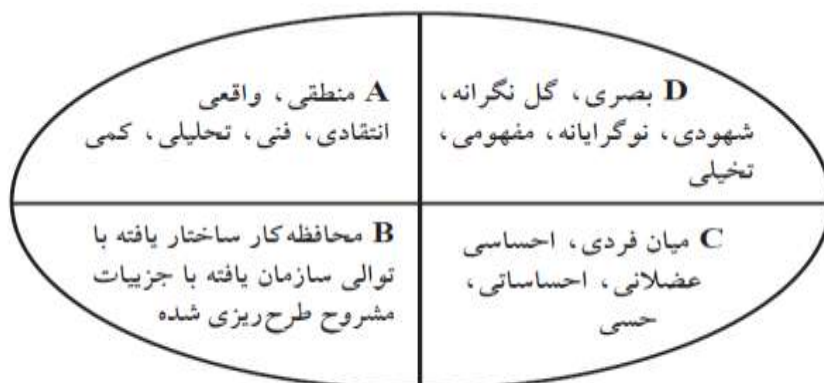 A منطقی، واقعی
انتقادی، فنی، تحلیلی، کمی
D بصری، گل نگرانه،
شهودی، نوگرایانه، مفهومی،
تخیلی
B محافظه‌کار ساختار یافته با
توالی سازمان یافته با جزییات
مشروح طرح‌ریزی شده
C میان فردی، احساسی
عضلانی، احساساتی،
حسی